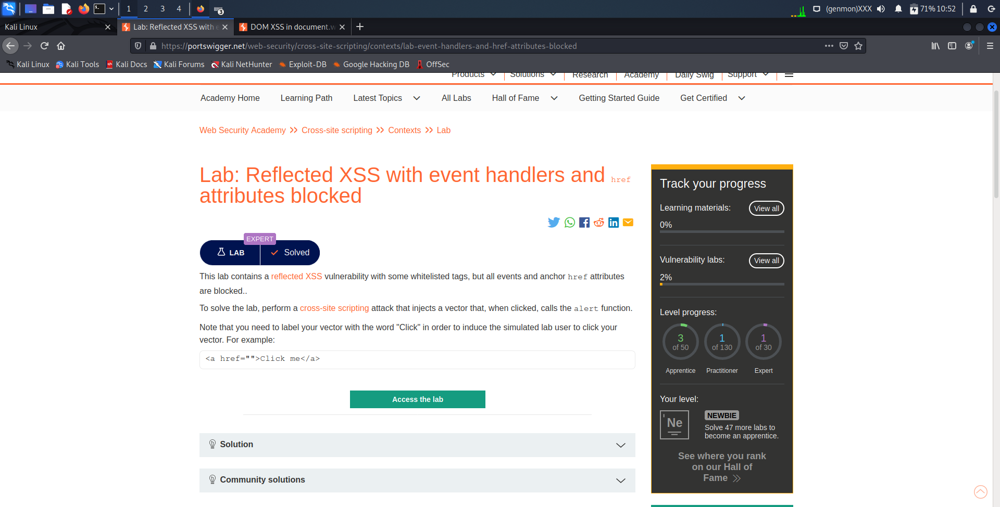 1 2 3 4 3 (genmon)XXX 71% 10:52
Kali Linux Lab: Reflected XSS with e DOM XSS in document.w
https://portswigger.net/web-security/cross-site-scripting/contexts/lab-event-handlers-and-href-attributes-blocked
Kali Linux Kali Tools Kali Docs Kali Forums Kali NetHunter Exploit-DB Google Hacking DB OffSec
Products Solutions Research Academy Daily Swig Support
Academy Home Learning Path Latest Topics All Labs Hall of Fame Getting Started Guide Get Certified
Web Security Academy >> Cross-site scripting >> Contexts >> Lab
Lab: Reflected XSS with event handlers and href
attributes blocked
EXPERT
LAB Solved
This lab contains a reflected XSS vulnerability with some whitelisted tags, but all events and anchor href attributes
are blocked..
To solve the lab, perform a cross-site scripting attack that injects a vector that, when clicked, calls the alert function.
Note that you need to label your vector with the word "Click" in order to induce the simulated lab user to click your
vector. For example:
<a href="">Click me</a>
Access the lab
Solution
Community solutions
Track your progress
Learning materials: View all
0%
Vulnerability labs: View all
2%
Level progress:
3 1 1
of 50 of 130 of 30
Apprentice Practitioner Expert
Your level:
Ne
NEWBIE
Solve 47 more labs to
become an apprentice.
See where you rank
on our Hall of
Fame >>